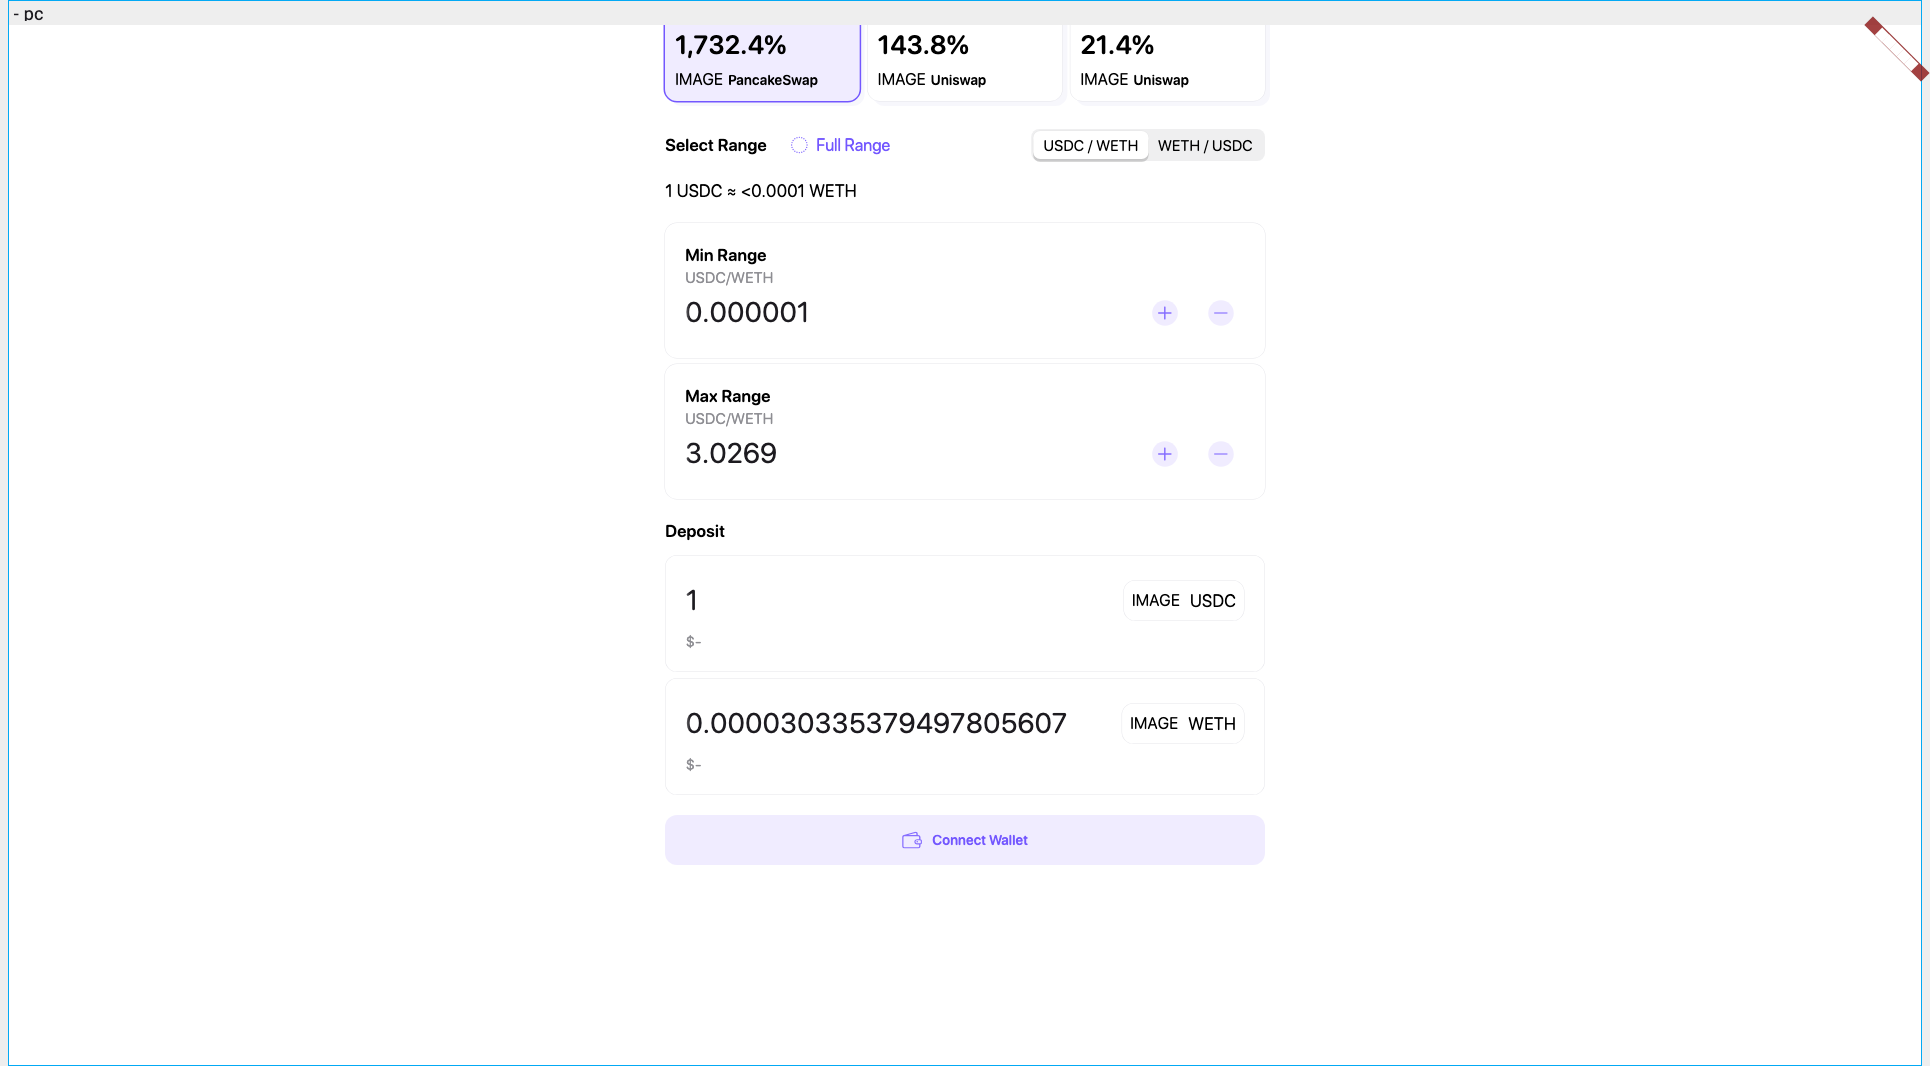 - pc
1,732.4% 143.8% 21.4%
IMAGE PancakeSwap IMAGE Uniswap IMAGE Uniswap
Select Range Full Range USDC / WETH WETH / USDC
1 USDC ≈ <0.0001 WETH
Min Range
USDC/WETH
0.000001
Max Range
USDC/WETH
3.0269
Deposit
1 IMAGE USDC
$-
0.000030335379497805607 IMAGE WETH
$-
Connect Wallet